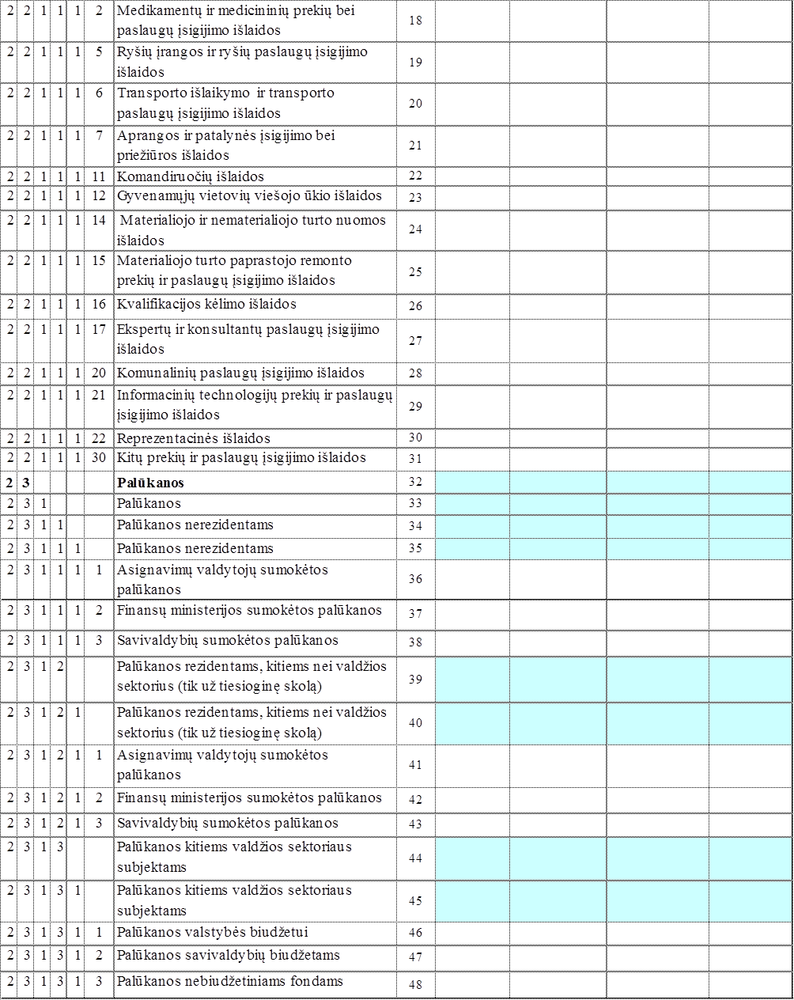 2 2 1 1 1 2 Medikamentų ir medicininių prekių bei
paslaugų įsigijimo išlaidos 18
2 2 1 1 1 5 Ryšių įrangos ir ryšių paslaugų įsigijimo
išlaidos 19
2 2 1 1 1 6 Transporto išlaikymo ir transporto
paslaugų įsigijimo išlaidos 20
2 2 1 1 1 7 Aprangos ir patalynės įsigijimo bei
priežiūros išlaidos 21
2 2 1 1 1 11 Komandiruočių išlaidos 22
2 2 1 1 1 12 Gyvenamųjų vietovių viešojo ūkio išlaidos 23
2 2 1 1 1 14 Materialiojo ir nematerialiojo turto nuomos
išlaidos 24
2 2 1 1 1 15 Materialiojo turto paprastojo remonto
prekių ir paslaugų įsigijimo išlaidos 25
2 2 1 1 1 16 Kvalifikacijos kėlimo išlaidos 26
2 2 1 1 1 17 Ekspertų ir konsultantų paslaugų įsigijimo
išlaidos 27
2 2 1 1 1 20 Komunalinių paslaugų įsigijimo išlaidos 28
2 2 1 1 1 21 Informacinių technologijų prekių ir paslaugų
įsigijimo išlaidos 29
2 2 1 1 1 22 Reprezentacinės išlaidos 30
2 2 1 1 1 30 Kitų prekių ir paslaugų įsigijimo išlaidos 31
2 3 Palūkanos 32
2 3 1 Palūkanos 33
2 3 1 1 Palūkanos nerezidentams 34
2 3 1 1 1 Palūkanos nerezidentams 35
2 3 1 1 1 1 Asignavimų valdytojų sumokėtos
palūkanos 36
2 3 1 1 1 2 Finansų ministerijos sumokėtos palūkanos 37
2 3 1 1 1 3 Savivaldybių sumokėtos palūkanos 38
2 3 1 2 Palūkanos rezidentams, kitiems nei valdžios
sektorius (tik už tiesioginę skolą) 39
2 3 1 2 1 Palūkanos rezidentams, kitiems nei valdžios
sektorius (tik už tiesioginę skolą) 40
2 3 1 2 1 1 Asignavimų valdytojų sumokėtos
palūkanos 41
2 3 1 2 1 2 Finansų ministerijos sumokėtos palūkanos 42
2 3 1 2 1 3 Savivaldybių sumokėtos palūkanos 43
2 3 1 3 Palūkanos kitiems valdžios sektoriaus
subjektams 44
2 3 1 3 1 Palūkanos kitiems valdžios sektoriaus
subjektams 45
2 3 1 3 1 1 Palūkanos valstybės biudžetui 46
2 3 1 3 1 2 Palūkanos savivaldybių biudžetams 47
2 3 1 3 1 3 Palūkanos nebiudžetiniams fondams 48